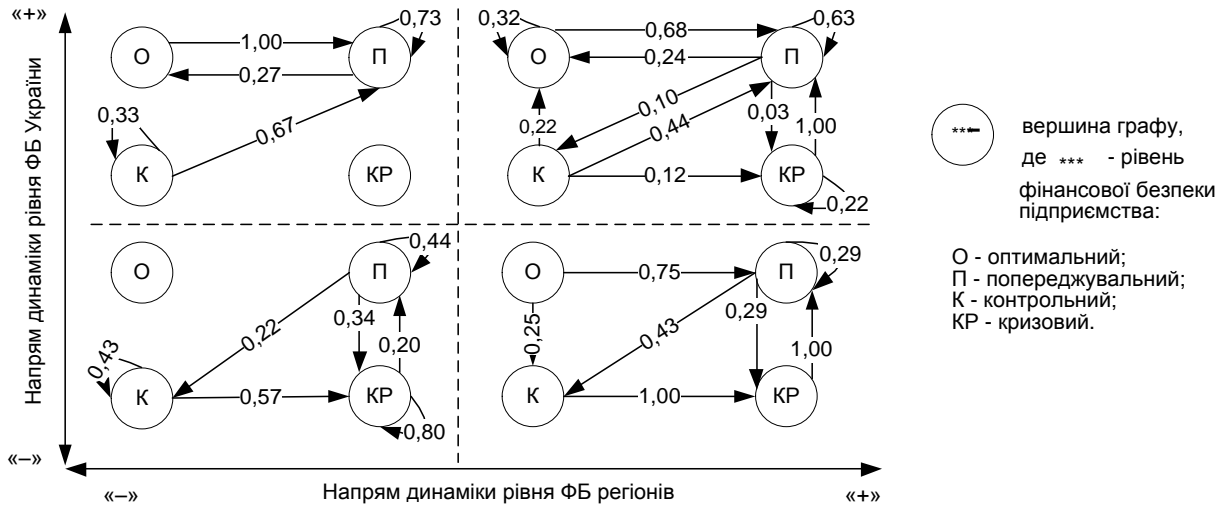 «+»
Напрям динаміки рівня ФБ України
«–»
О
1,00
П
0,73
0,27
0,33
0,67
К
КР
0,32
О
0,68
П
0,63
0,24
0,10
0,03
1,00
0,22
0,44
К
0,12
КР
0,22
О
П
0,44
0,22
0,34
0,20
0,43
К
0,57
КР
0,80
О
0,75
П
0,29
0,25
0,43
0,29
1,00
К
1,00
КР
«–»
Напрям динаміки рівня ФБ регіонів
«+»
***
вершина графу,
де *** - рівень
фінансової безпеки
підприємства:
О - оптимальний;
П - попереджувальний;
К - контрольний;
КР - кризовий.